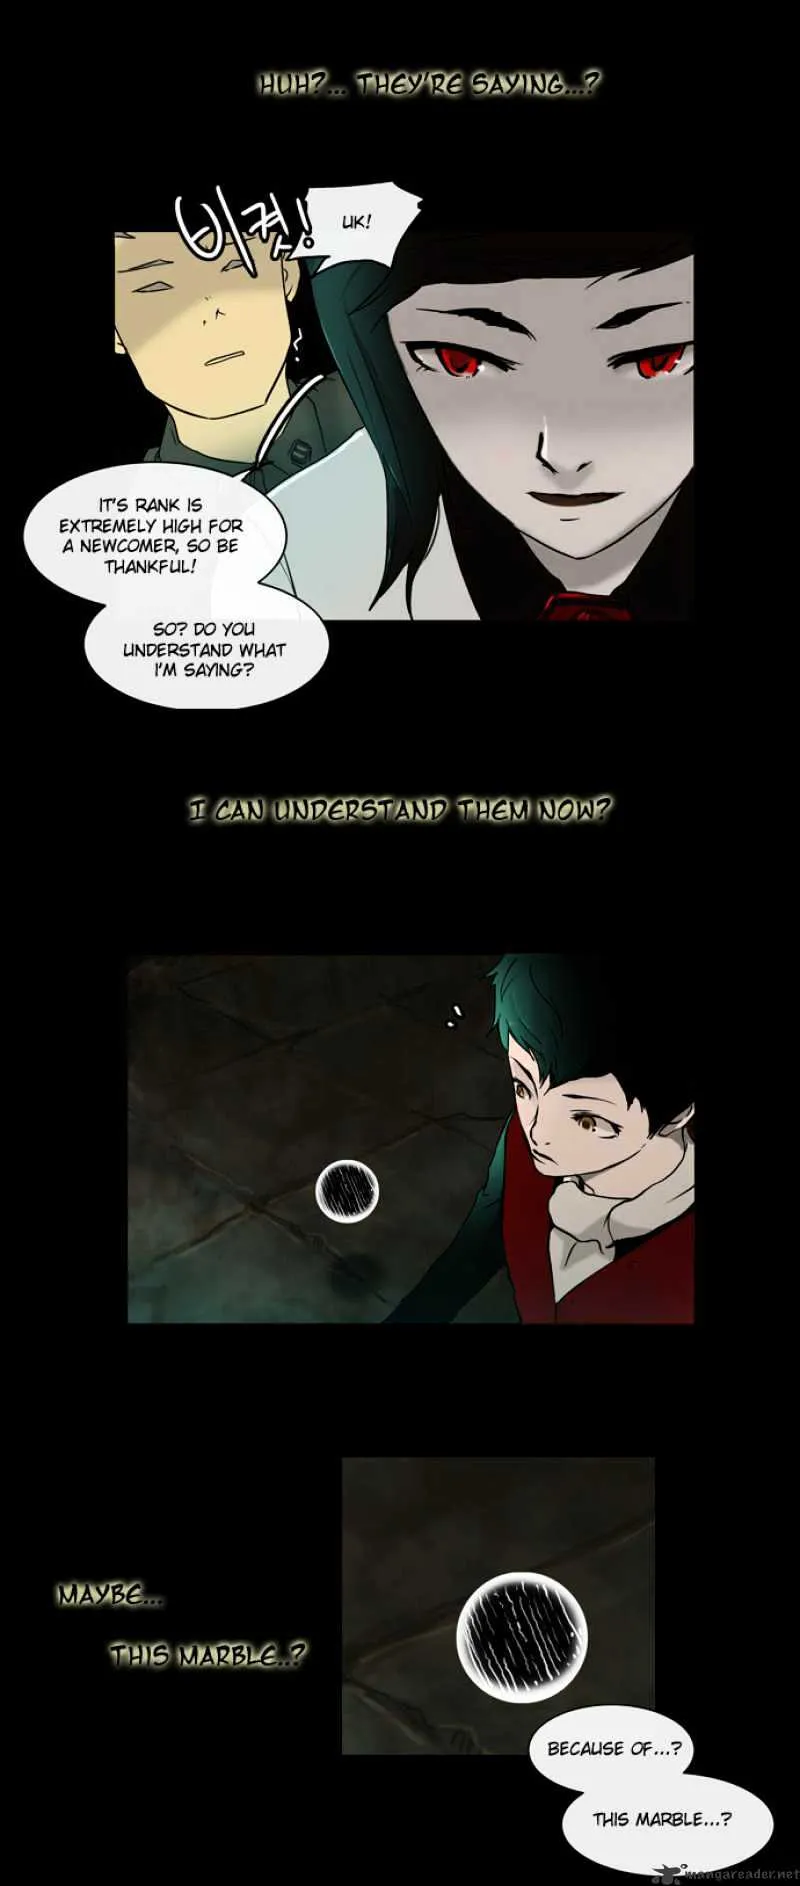 HUH?... THEY'RE SAYING...?
비켯!
UK!
IT'S RANK IS
EXTREMELY HIGH FOR
A NEWCOMER, SO BE
THANKFUL!
SO? DO YOU
UNDERSTAND WHAT
I'M SAYING?
I CAN UNDERSTAND THEM NOW?
MAYBE...
THIS MARBLE..?
BECAUSE OF...?
THIS MARBLE...?
mangareader.net